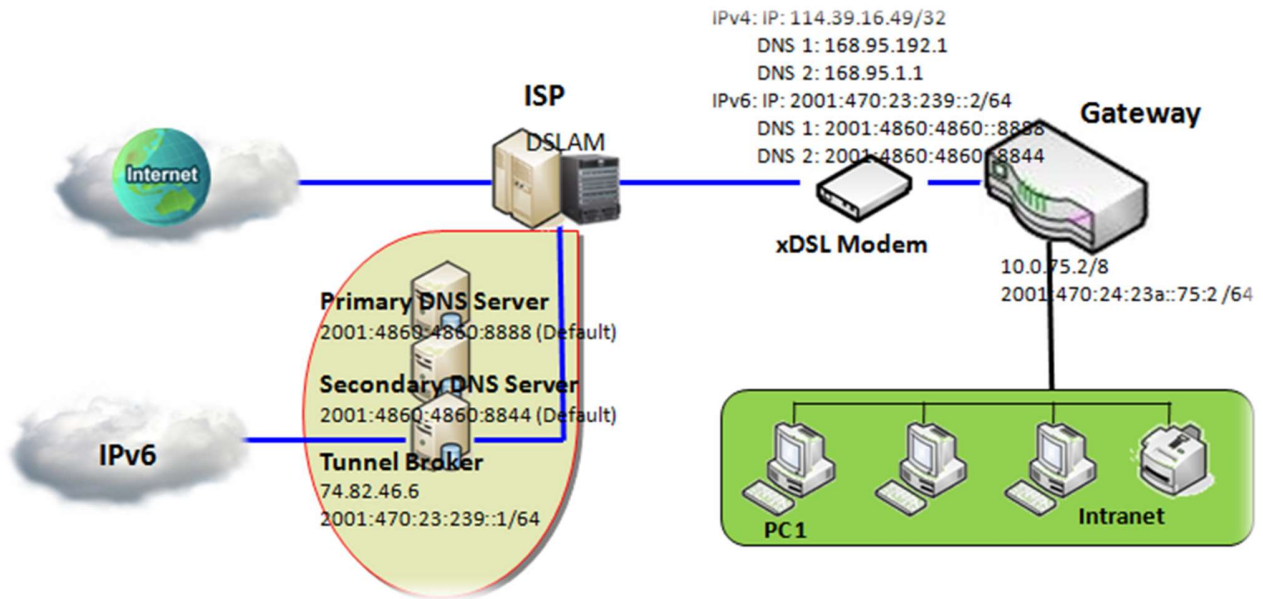 IPv4: IP: 114.39.16.49/32
DNS 1: 168.95.192.1
DNS 2: 168.95.1.1
IPv6: IP: 2001:470:23:239::2/64
DNS 1: 2001:4860:4860::8888
DNS 2: 2001:4860:4860::8844
ISP
DSLAM
Gateway
Internet
xDSL Modem
10.0.75.2/8
2001:470:24:23a::75:2 /64
Primary DNS Server
2001:4860:4860:8888 (Default)
Secondary DNS Server
2001:4860:4860:8844 (Default)
IPv6
Tunnel Broker
74.82.46.6
2001:470:23:239::1/64
PC1
Intranet